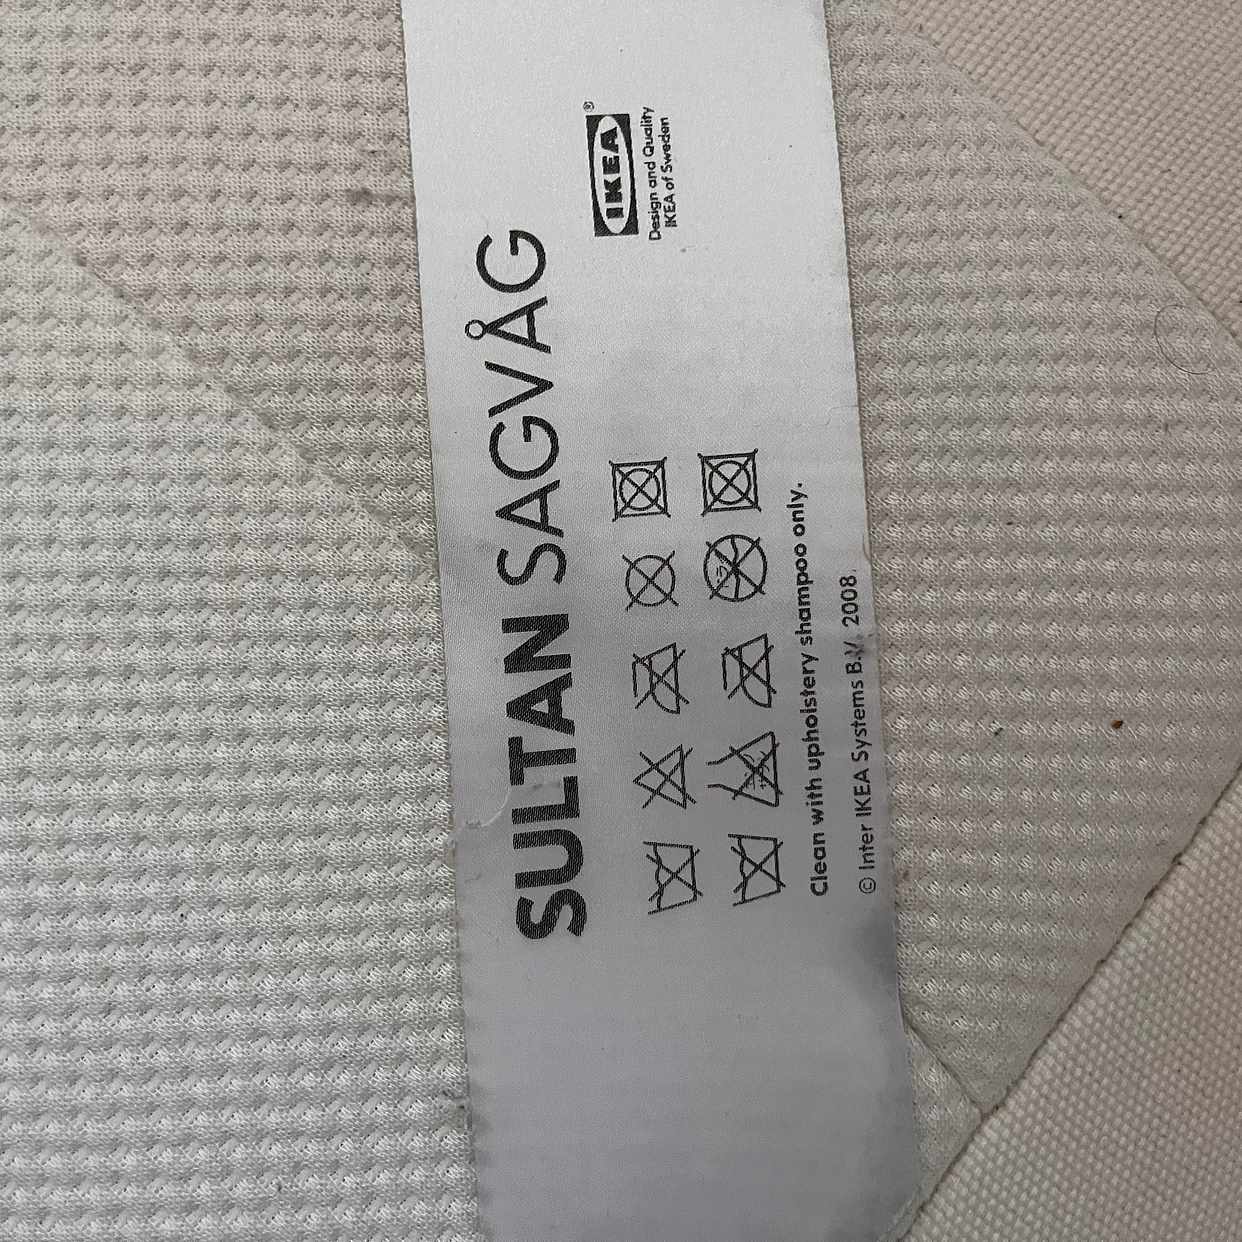 SULTAN SAGVÅG
IKEA®
Design and Quality
IKEA of Sweden
Clean with upholstery shampoo only.
© Inter IKEA Systems B.V. 2008.